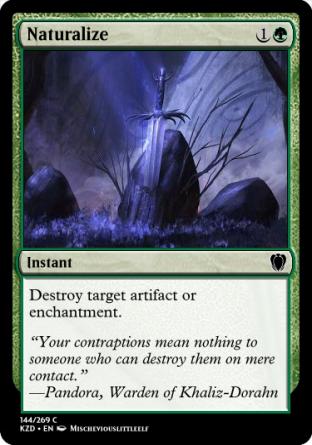 Naturalize 1
Instant
Destroy target artifact or
enchantment.
“Your contraptions mean nothing to
someone who can destroy them on mere
contact.”
—Pandora, Warden of Khaliz-Dorahn
144/269 C
KZD • EN Mischeviouslittleelf